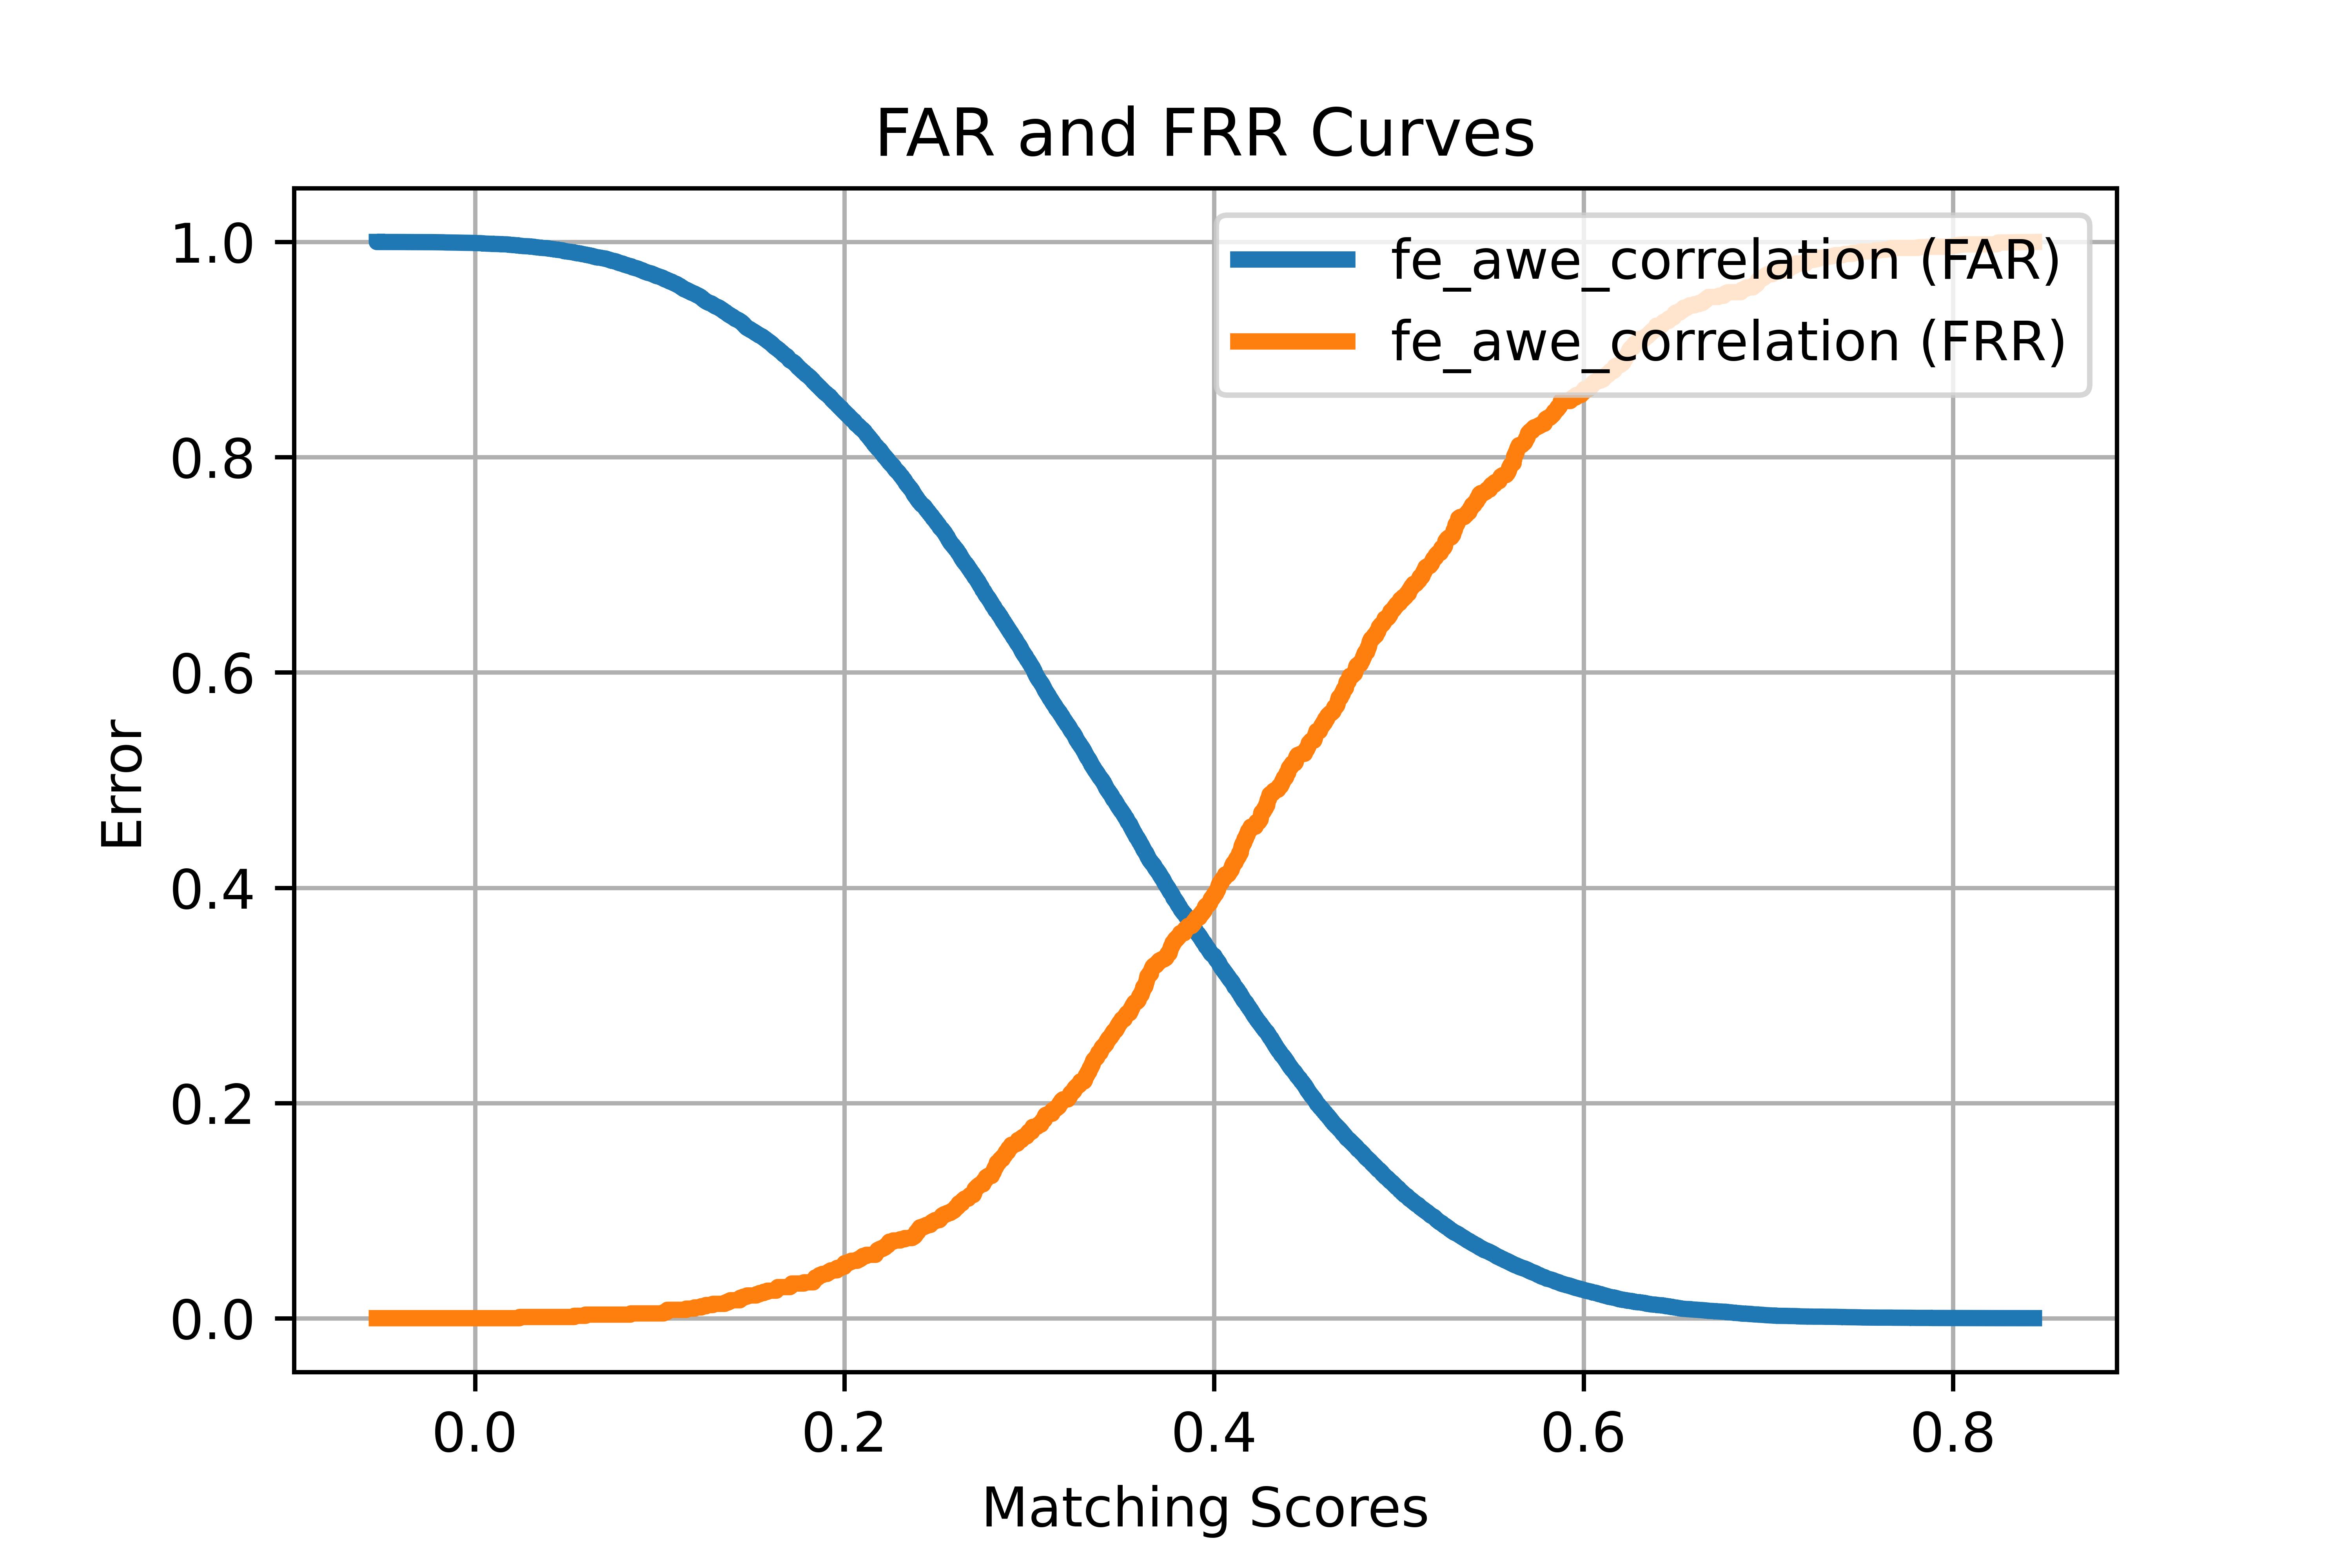 FAR and FRR Curves
fe_awe_correlation (FAR)
fe_awe_correlation (FRR)
1.0
0.8
0.6
0.4
0.2
0.0
Error
0.0 0.2 0.4 0.6 0.8
Matching Scores